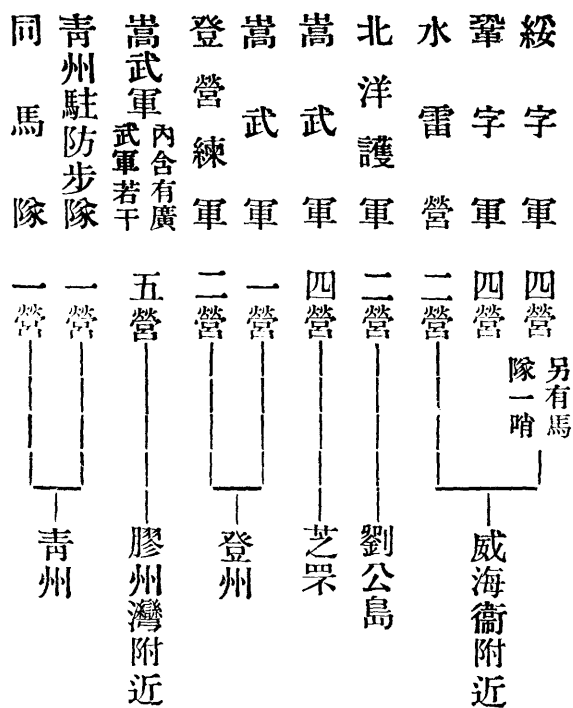 綏字軍 四營 另有馬隊一哨
鞏字軍 四營
水雷營 二營
威海衞附近
北洋護軍 二營
劉公島
嵩武軍 四營
芝罘
嵩武軍 一營
登營練軍 二營
登州
嵩武軍 內含有廣武軍若干 五營
膠州灣附近
靑州駐防步隊 一營
同馬隊 一營
靑州